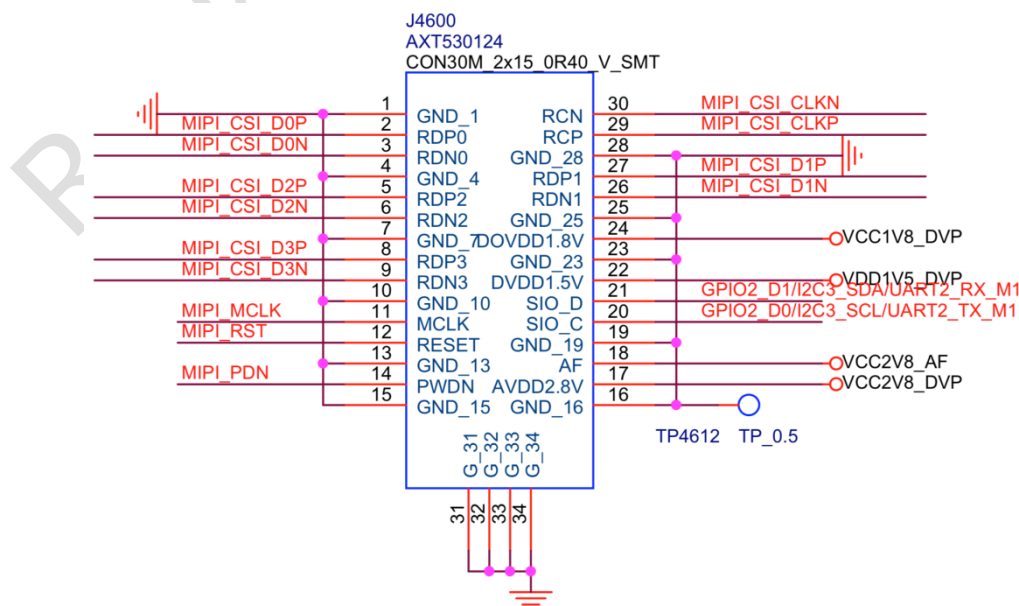 J4600
AXT530124
CON30M_2x15_0R40_V_SMT
1 GND_1 RCN 30 MIPI_CSI_CLKN
MIPI_CSI_D0P 2 RDP0 RCP 29 MIPI_CSI_CLKP
MIPI_CSI_D0N 3 RDN0 GND_28 28
4 GND_4 RDP1 27 MIPI_CSI_D1P
MIPI_CSI_D2P 5 RDP2 RDN1 26 MIPI_CSI_D1N
MIPI_CSI_D2N 6 RDN2 GND_25 25
7 GND_7 DOVDD1.8V 24 VCC1V8_DVP
MIPI_CSI_D3P 8 RDP3 GND_23 23
MIPI_CSI_D3N 9 RDN3 DVDD1.5V 22 VDD1V5_DVP
10 GND_10 SIO_D 21 GPIO2_D1/I2C3_SDA/UART2_RX_M1
MIPI_MCLK 11 MCLK SIO_C 20 GPIO2_D0/I2C3_SCL/UART2_TX_M1
MIPI_RST 12 RESET GND_19 19
13 GND_13 AF 18 VCC2V8_AF
MIPI_PDN 14 PWDN AVDD2.8V 17 VCC2V8_DVP
15 GND_15 GND_16 16
TP4612 TP_0.5
G_31 G_32 G_33 G_34
31 32 33 34